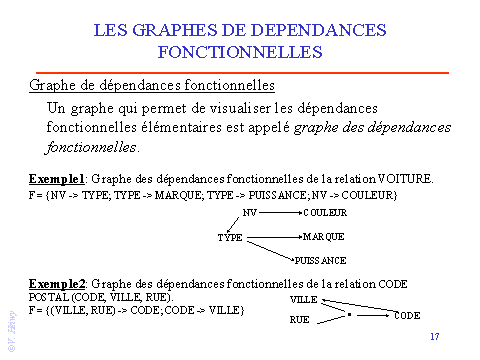 LES GRAPHES DE DEPENDANCES
FONCTIONNELLES
Graphe de dépendances fonctionnelles
Un graphe qui permet de visualiser les dépendances
fonctionnelles élémentaires est appelé graphe des dépendances
fonctionnelles.
Exemple1: Graphe des dépendances fonctionnelles de la relation VOITURE.
F = {NV -> TYPE; TYPE -> MARQUE; TYPE -> PUISSANCE; NV -> COULEUR}
NV COULEUR
TYPE MARQUE
PUISSANCE
Exemple2: Graphe des dépendances fonctionnelles de la relation CODE
POSTAL (CODE, VILLE, RUE).
F = {(VILLE, RUE) -> CODE; CODE -> VILLE}
VILLE
RUE
CODE
17